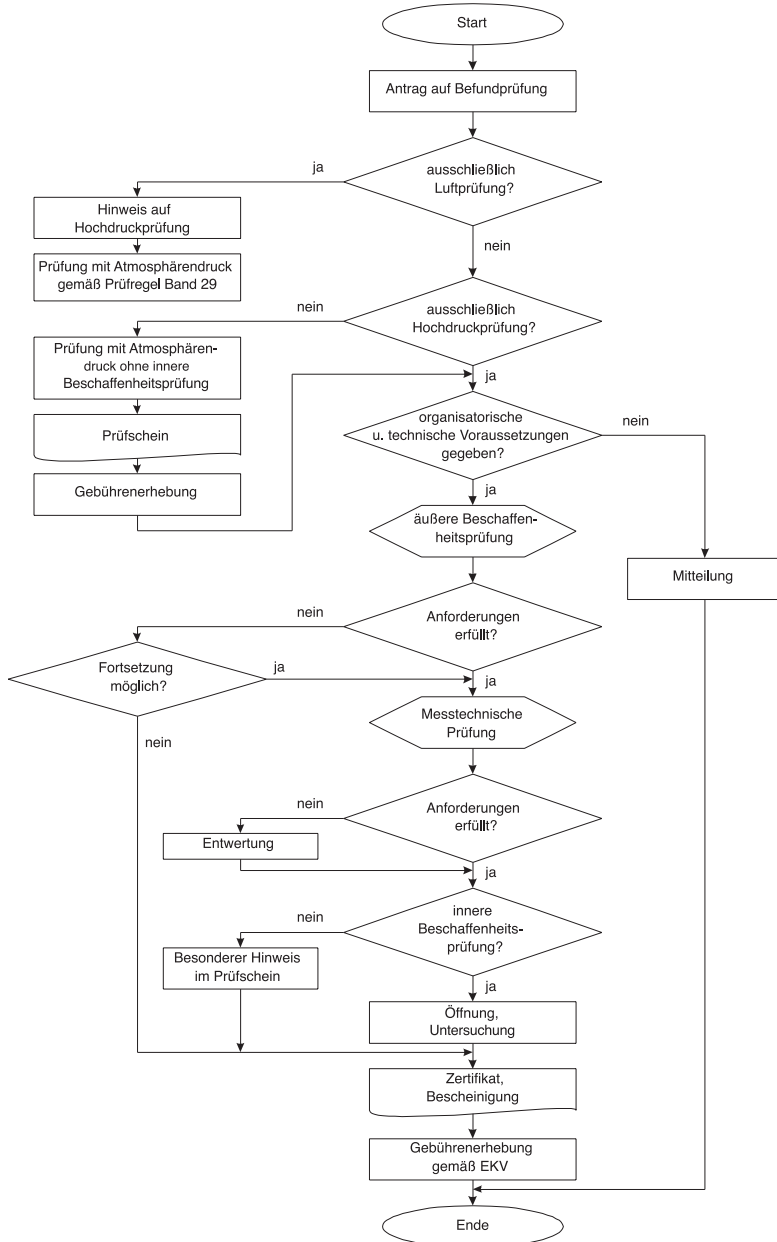 Start
Antrag auf Befundprüfung
ausschließlich
Luftprüfung?
ja
Hinweis auf
Hochdruckprüfung
Prüfung mit Atmosphärendruck
gemäß Prüfregel Band 29
nein
ausschließlich
Hochdruckprüfung?
nein
Prüfung mit Atmosphären-
druck ohne innere
Beschaffenheitsprüfung
Prüfschein
Gebührenerhebung
ja
organisatorische
u. technische Voraussetzungen
gegeben?
nein
Mitteilung
ja
äußere Beschaffen-
heitsprüfung
Anforderungen
erfüllt?
nein
Fortsetzung
möglich?
ja
nein
ja
Messtechnische
Prüfung
Anforderungen
erfüllt?
nein
Entwertung
ja
innere
Beschaffenheits-
prüfung?
nein
Besonderer Hinweis
im Prüfschein
ja
Öffnung,
Untersuchung
Zertifikat,
Bescheinigung
Gebührenerhebung
gemäß EKV
Ende